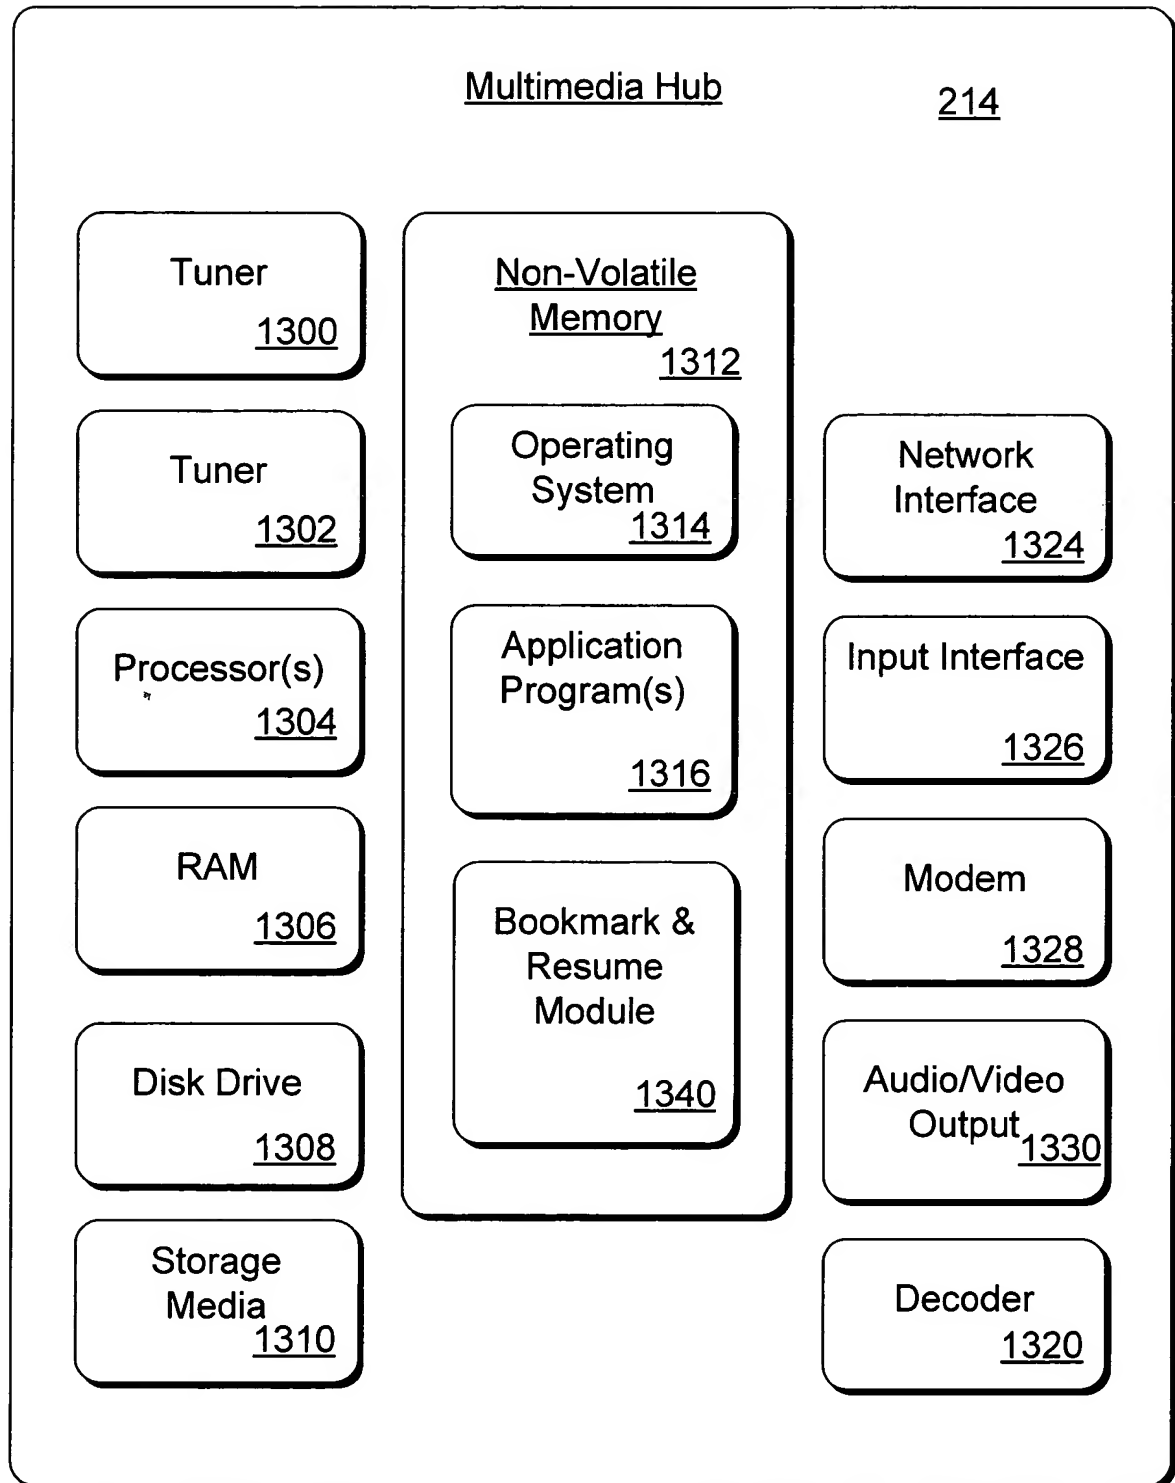 Multimedia Hub
214
Tuner
1300
Tuner
1302
Processor(s)
1304
RAM
1306
Disk Drive
1308
Storage
Media
1310
Non-Volatile
Memory
1312
Operating
System
1314
Application
Program(s)
1316
Bookmark &
Resume
Module
1340
Network
Interface
1324
Input Interface
1326
Modem
1328
Audio/Video
Output
1330
Decoder
1320